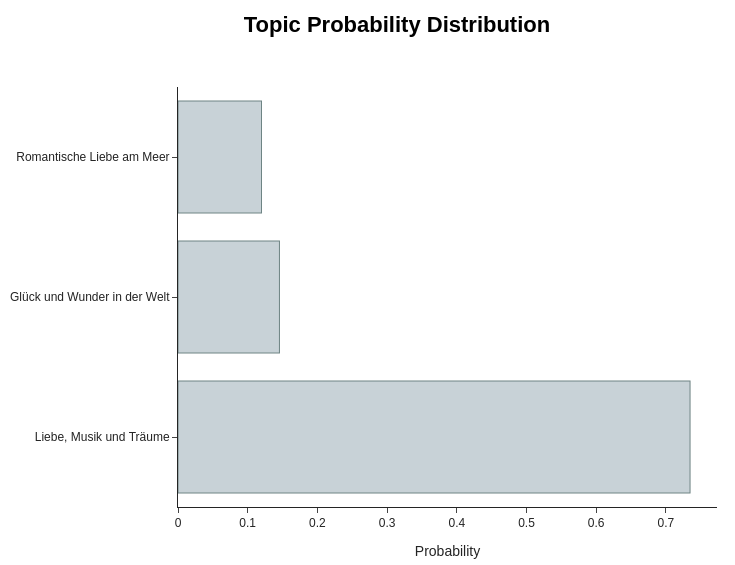 Topic Probability Distribution
Romantische Liebe am Meer
Glück und Wunder in der Welt
Liebe, Musik und Träume
0 0.1 0.2 0.3 0.4 0.5 0.6 0.7
Probability